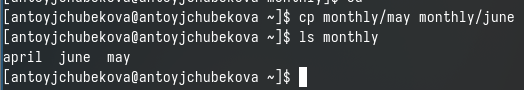 [antoyjchubekova@antoyjchubekova ~]$ cp monthly/may monthly/june
[antoyjchubekova@antoyjchubekova ~]$ ls monthly
april  june  may
[antoyjchubekova@antoyjchubekova ~]$